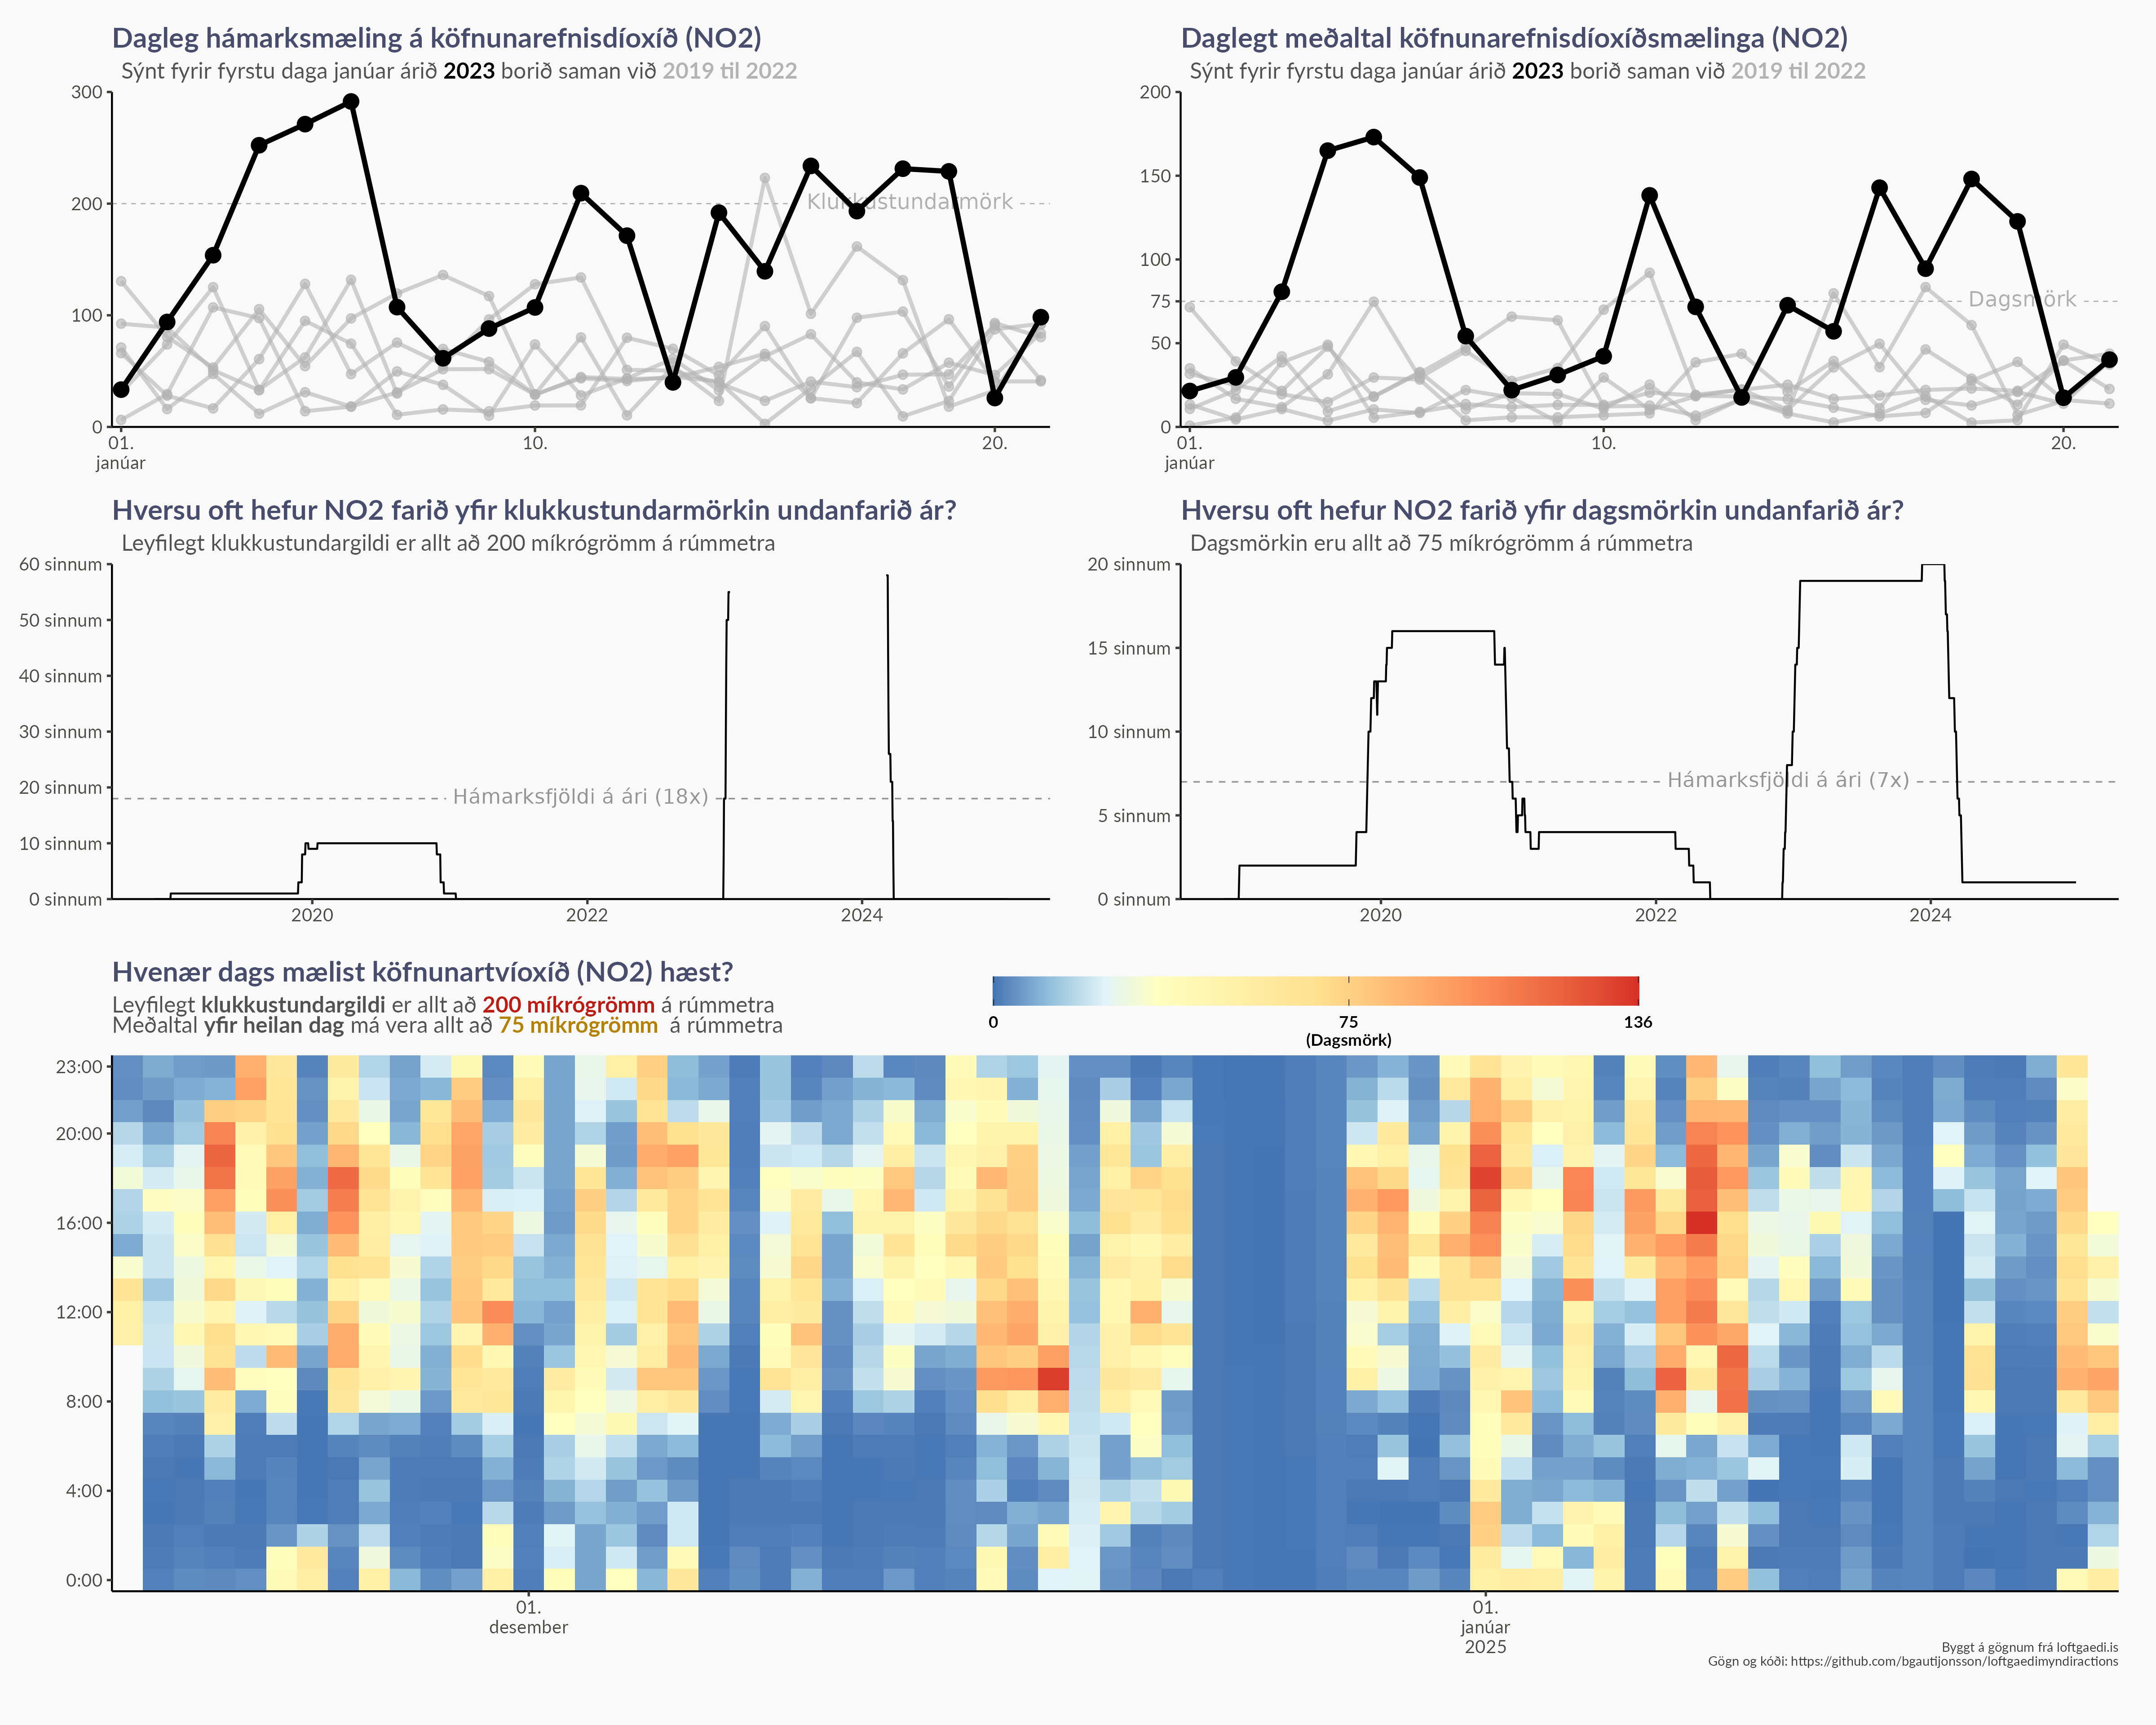 Dagleg hámarksmæling á köfnunarefnisdíoxíð (NO2)
Sýnt fyrir fyrstu daga janúar árið 2023 borið saman við 2019 til 2022
300
200
100
0
Klukkustundarmörk
01.
janúar
10.
20.
Daglegt meðaltal köfnunarefnisdíoxíðsmælinga (NO2)
Sýnt fyrir fyrstu daga janúar árið 2023 borið saman við 2019 til 2022
200
150
100
75
50
0
Dagsmörk
01.
janúar
10.
20.
Hversu oft hefur NO2 farið yfir klukkustundarmörkin undanfarið ár?
Leyfilegt klukkustundargildi er allt að 200 míkrógrömm á rúmmetra
60 sinnum
50 sinnum
40 sinnum
30 sinnum
20 sinnum
10 sinnum
0 sinnum
Hámarksfjöldi á ári (18x)
2020
2022
2024
Hversu oft hefur NO2 farið yfir dagsmörkin undanfarið ár?
Dagsmörkin eru allt að 75 míkrógrömm á rúmmetra
20 sinnum
15 sinnum
10 sinnum
5 sinnum
0 sinnum
Hámarksfjöldi á ári (7x)
2020
2022
2024
Hvenær dags mælist köfnunartvíoxíð (NO2) hæst?
Leyfilegt klukkustundargildi er allt að 200 míkrógrömm á rúmmetra
Meðaltal yfir heilan dag má vera allt að 75 míkrógrömm á rúmmetra
0
75
(Dagsmörk)
136
23:00
20:00
16:00
12:00
8:00
4:00
0:00
01.
desember
01.
janúar
2025
Byggt á gögnum frá loftgaedi.is
Gögn og kóði: https://github.com/bgautijonsson/loftgaedimyndiractions